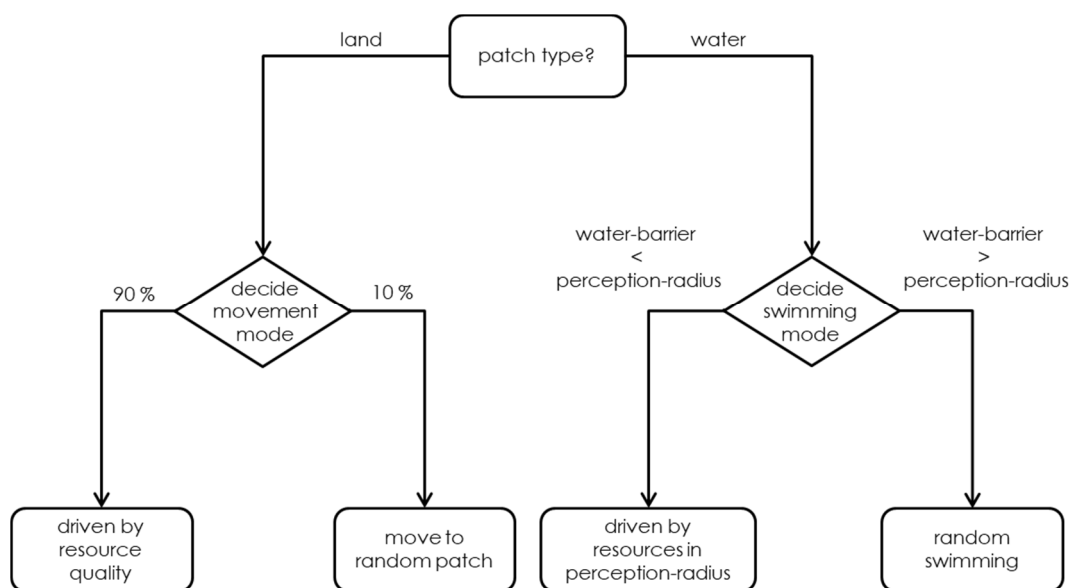 land
patch type?
water
water-barrier
<
perception-radius
water-barrier
>
perception-radius
90 %
decide
movement
mode
10 %
decide
swimming
mode
driven by
resource
quality
move to
random patch
driven by
resources in
perception-radius
random
swimming